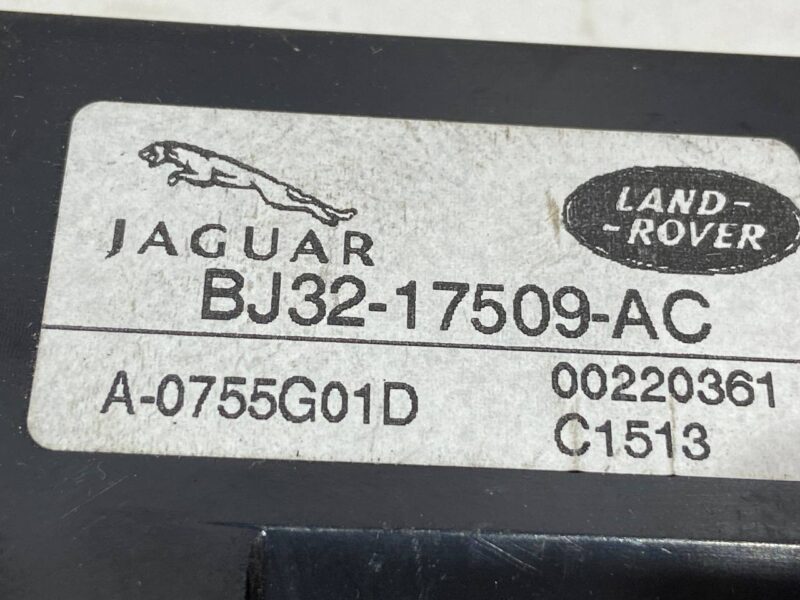 JAGUAR
LAND-
-ROVER
BJ32-17509-AC
A-0755G01D
00220361
C1513